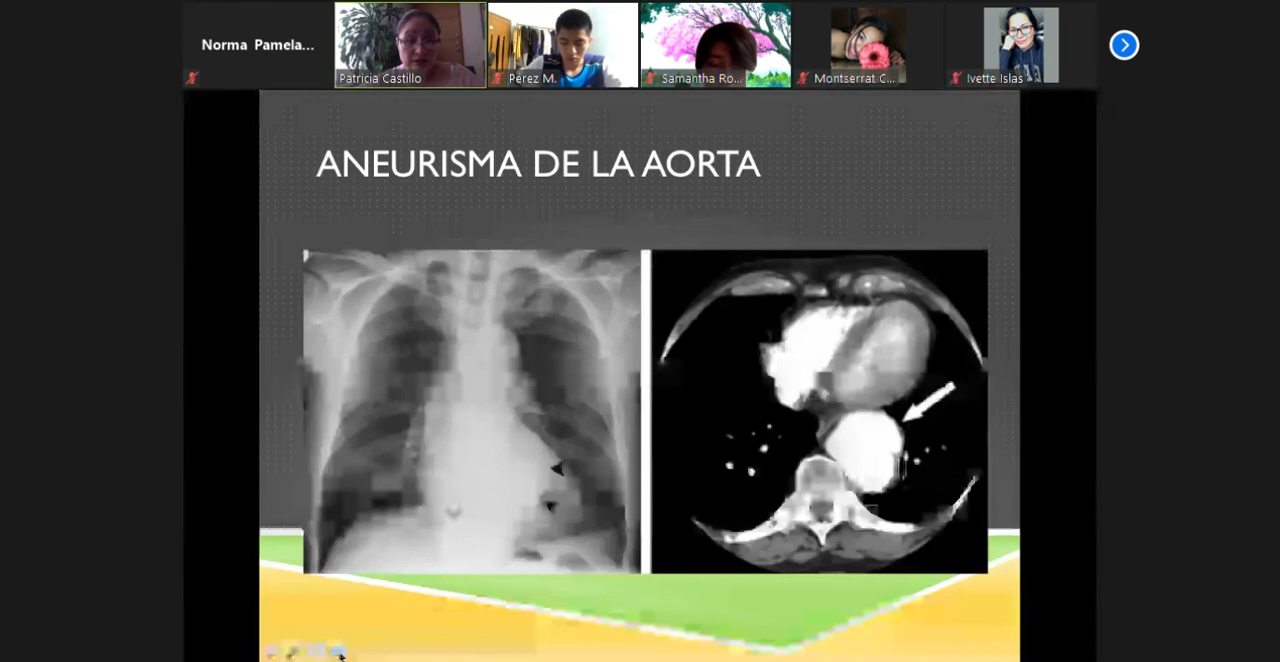 Norma Pamela...
Patricia Castillo
Pérez M.
Samantha Ro...
Montserrat C...
Ivette Islas
ANEURISMA DE LA AORTA